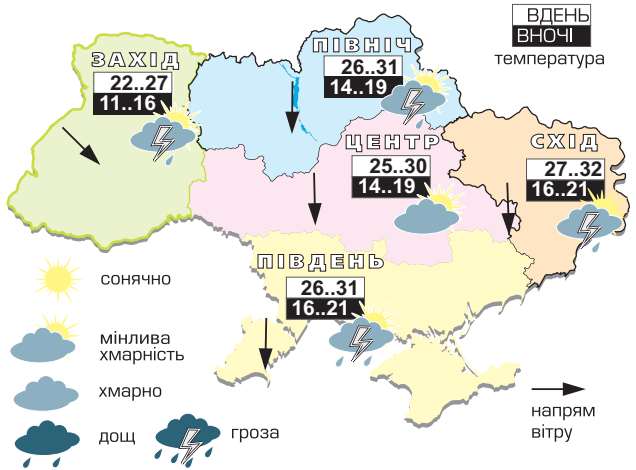 ВДЕНЬ
ВНОЧІ
температура
ЗАХІД
22..27
11..16
ПІВНІЧ
26..31
14..19
ЦЕНТР
25..30
14..19
СХІД
27..32
16..21
ПІВДЕНЬ
26..31
16..21
сонячно
мінлива
хмарність
хмарно
дощ
гроза
напрям
вітру